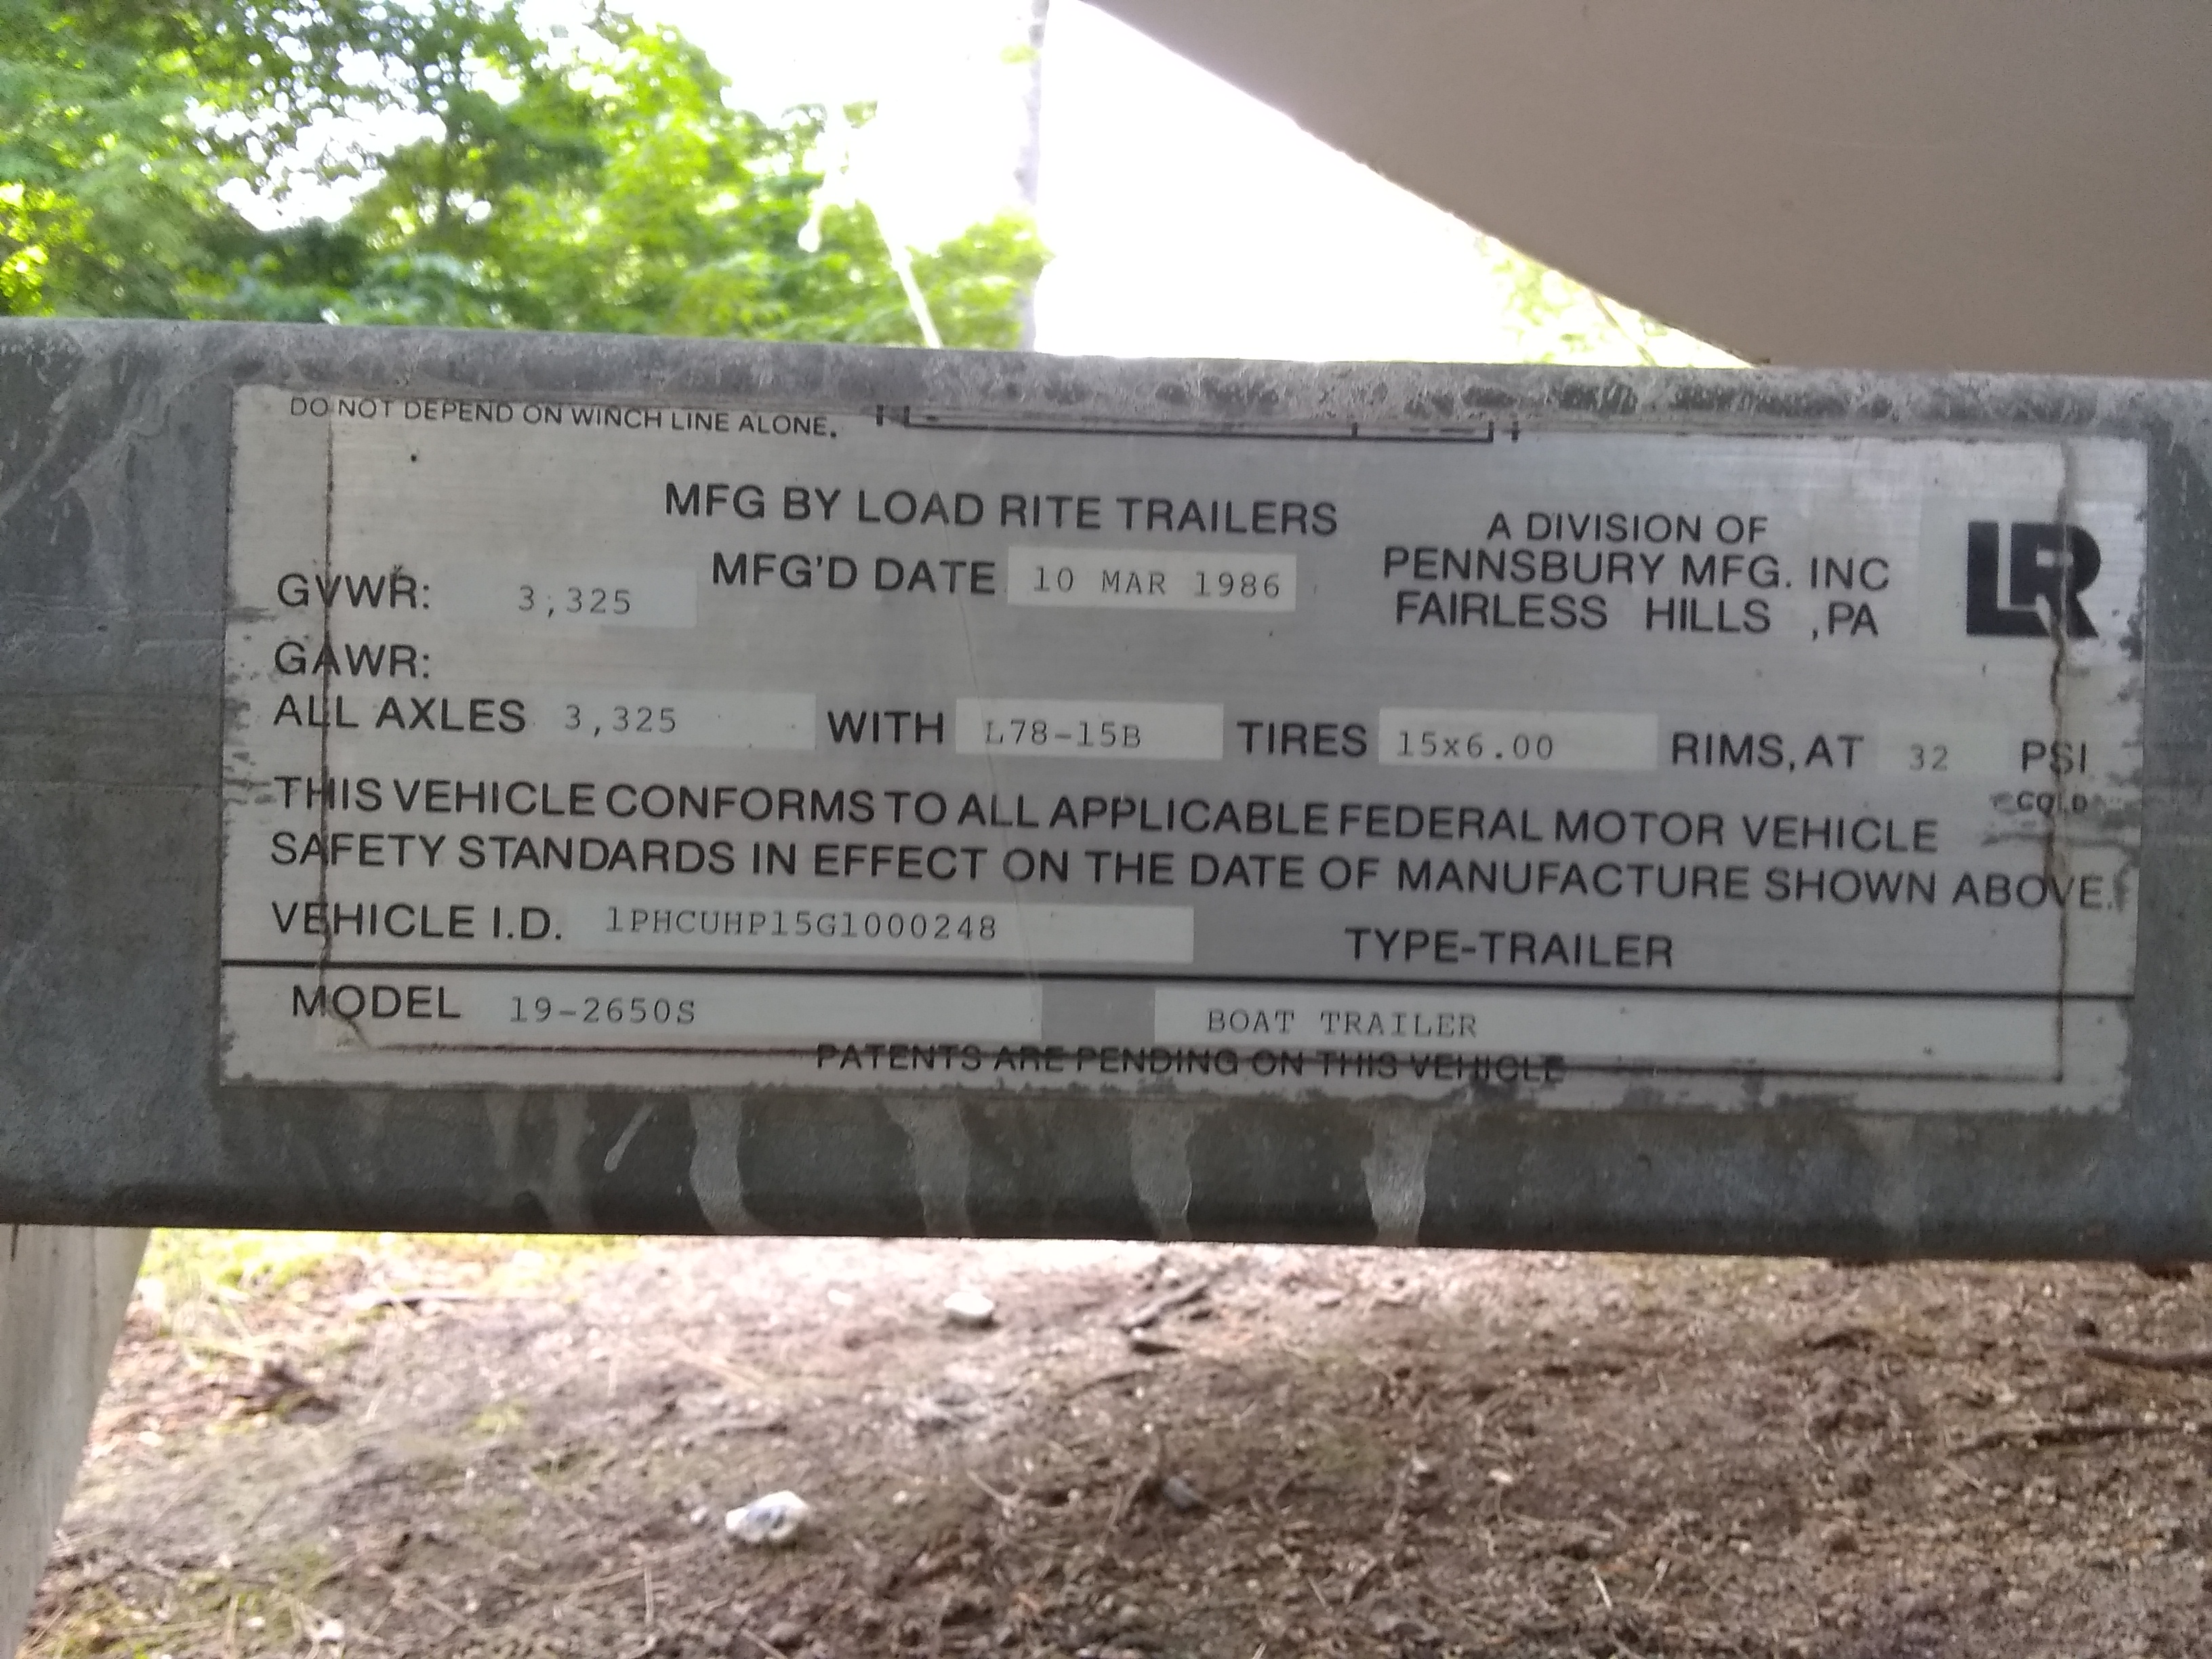 DO NOT DEPEND ON WINCH LINE ALONE.
MFG BY LOAD RITE TRAILERS
A DIVISION OF
PENNSBURY MFG. INC
FAIRLESS HILLS ,PA
LR
MFG'D DATE 10 MAR 1986
GVWR: 3,325
GAWR:
ALL AXLES 3,325 WITH L78-15B TIRES 15x6.00 RIMS, AT 32 PSI
COLD
THIS VEHICLE CONFORMS TO ALL APPLICABLE FEDERAL MOTOR VEHICLE
SAFETY STANDARDS IN EFFECT ON THE DATE OF MANUFACTURE SHOWN ABOVE.
VEHICLE I.D. 1PHCUHP15G1000248 TYPE-TRAILER
MODEL 19-2650S BOAT TRAILER
PATENTS ARE PENDING ON THIS VEHICLE